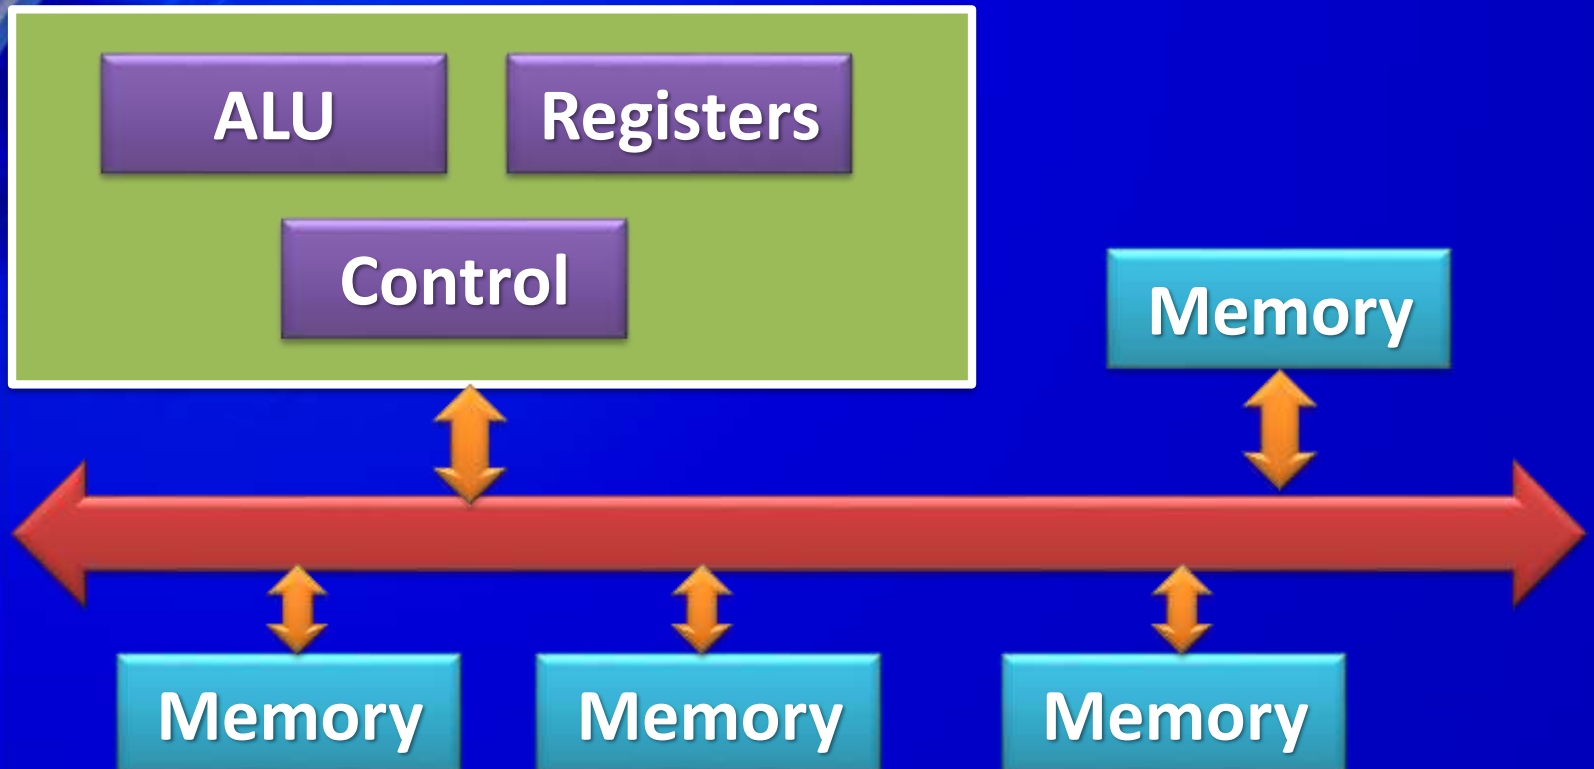 ALU
Registers
Control
Memory
Memory
Memory
Memory